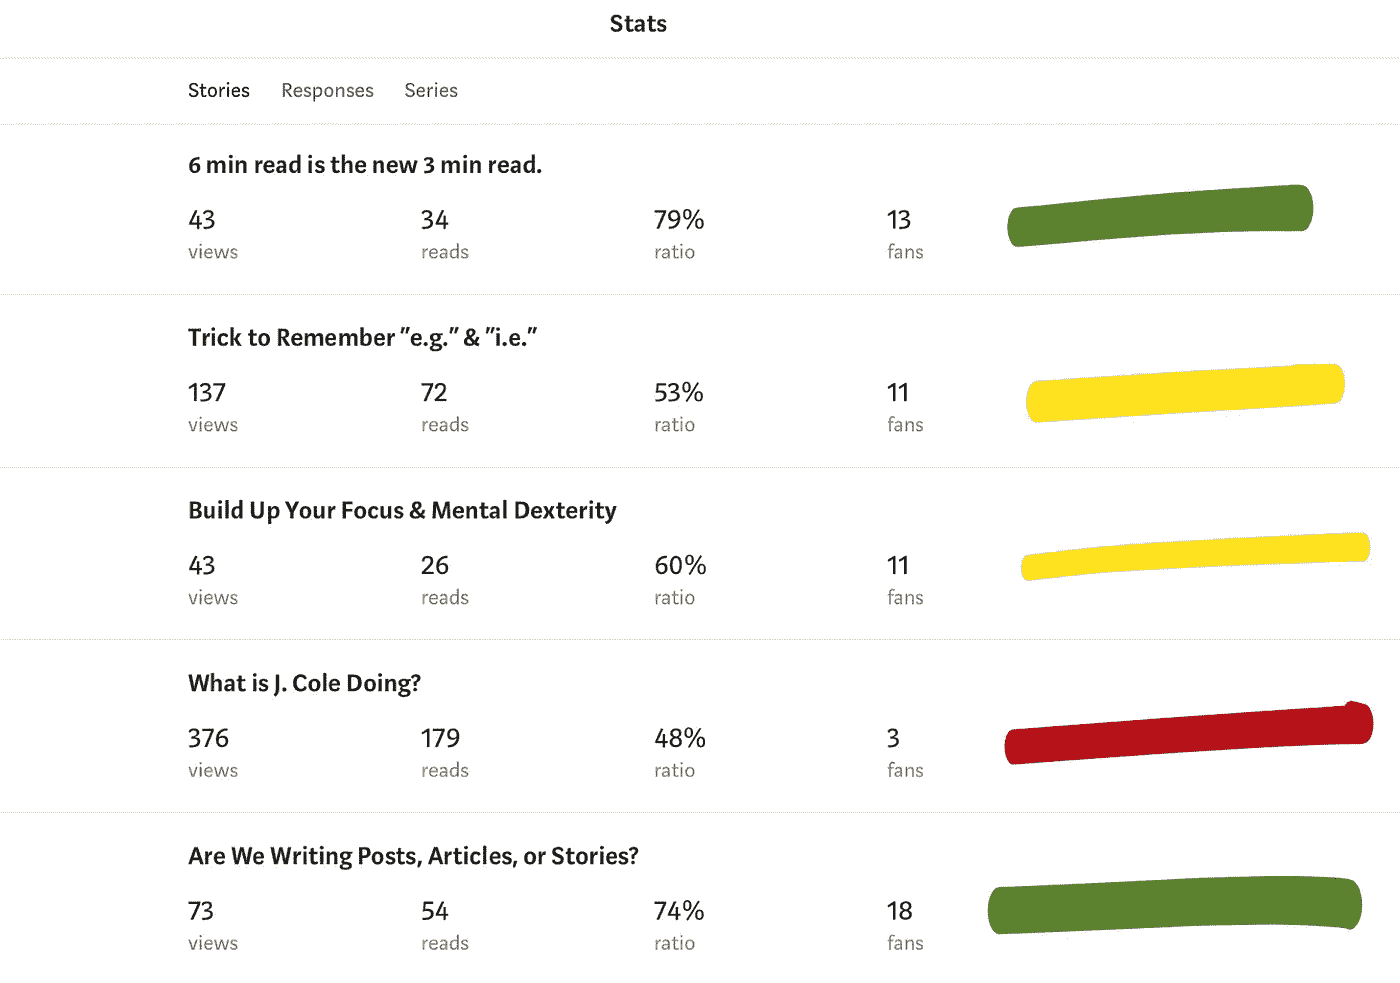 Stats
Stories Responses Series
6 min read is the new 3 min read.
43 34 79% 13
views reads ratio fans
Trick to Remember "e.g." & "i.e."
137 72 53% 11
views reads ratio fans
Build Up Your Focus & Mental Dexterity
43 26 60% 11
views reads ratio fans
What is J. Cole Doing?
376 179 48% 3
views reads ratio fans
Are We Writing Posts, Articles, or Stories?
73 54 74% 18
views reads ratio fans